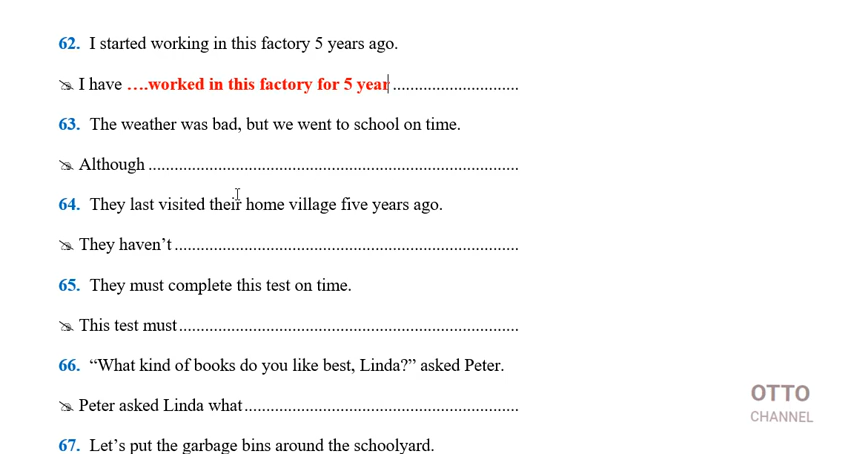 62. I started working in this factory 5 years ago.
I have ….worked in this factory for 5 year..............................
63. The weather was bad, but we went to school on time.
Although.....................................................................................
64. They last visited their home village five years ago.
They haven’t...............................................................................
65. They must complete this test on time.
This test must..............................................................................
66. “What kind of books do you like best, Linda?” asked Peter.
Peter asked Linda what...............................................................
67. Let’s put the garbage bins around the schoolyard.
OTTO
CHANNEL